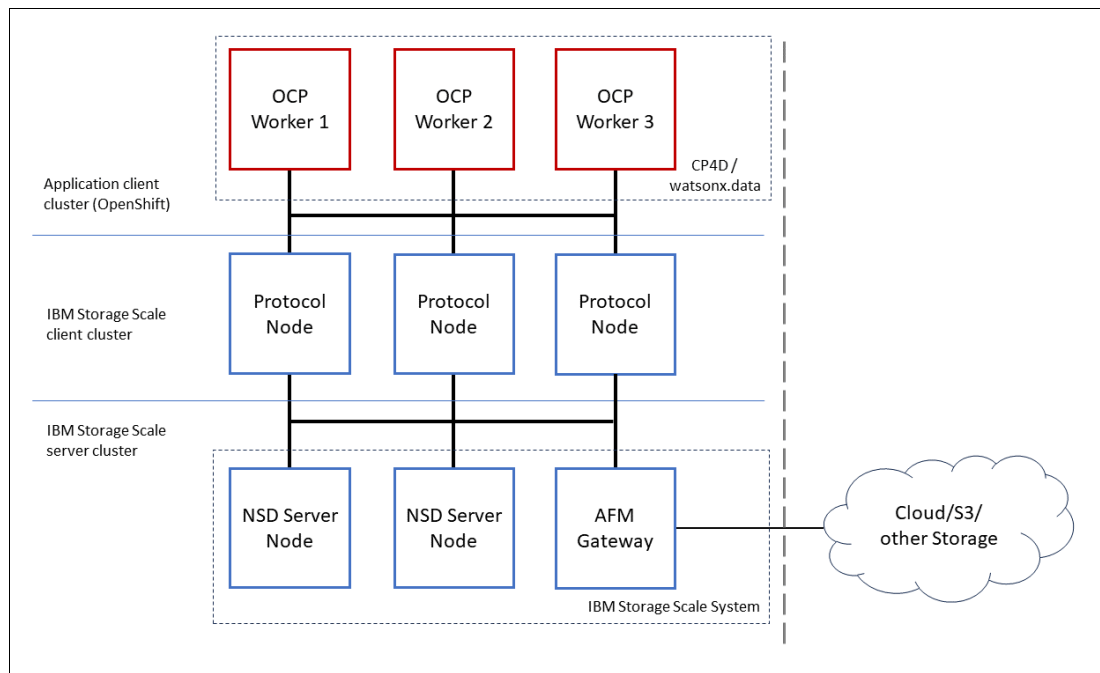 OCP
Worker 1
OCP
Worker 2
OCP
Worker 3
CP4D /
watsonx.data
Application client
cluster (OpenShift)
IBM Storage Scale
client cluster
Protocol
Node
Protocol
Node
Protocol
Node
IBM Storage Scale
server cluster
NSD Server
Node
NSD Server
Node
AFM
Gateway
Cloud/S3/
other Storage
IBM Storage Scale System